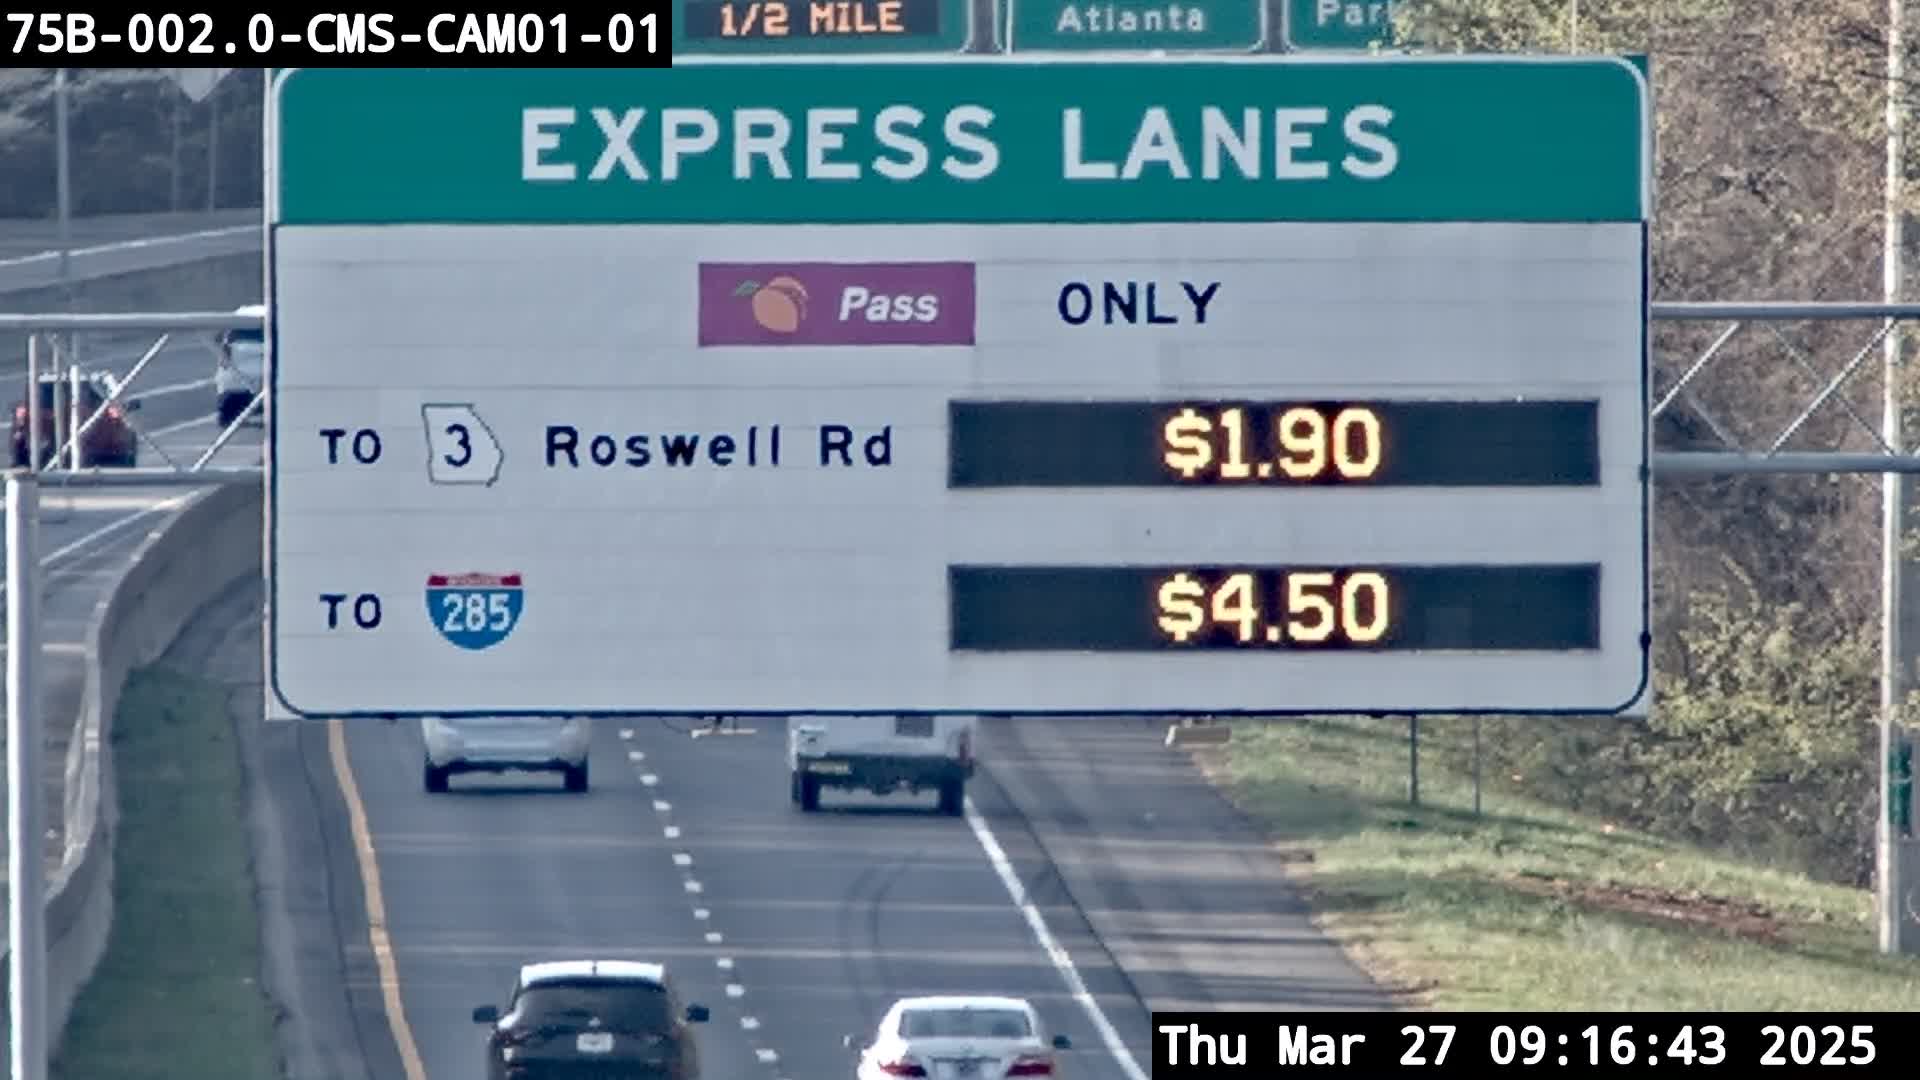 75B-002.0-CMS-CAM01-01
1/2 MILE
Atlanta
EXPRESS LANES
Pass ONLY
TO 3 Roswell Rd $1.90
TO 285 $4.50
Thu Mar 27 09:16:43 2025